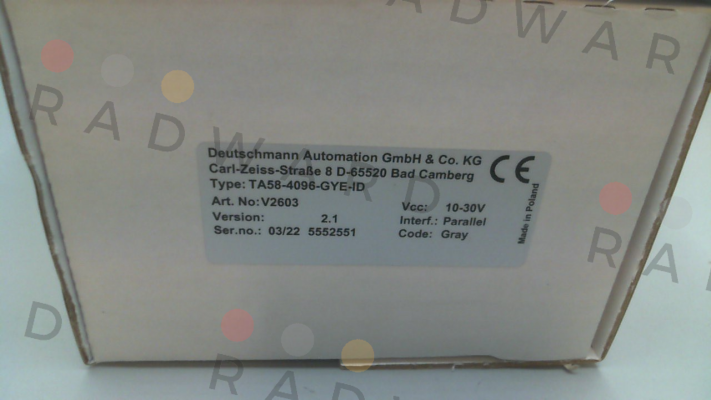 RADWAR
RADWARD
Deutschmann Automation GmbH & Co. KG
Carl-Zeiss-Straße 8 D-65520 Bad Camberg
CE
Type: TA58-4096-GYE-ID
Art. No: V2603 Vcc: 10-30V
Version: 2.1 Interf.: Parallel
Ser.no.: 03/22 5552551 Code: Gray
Made in Poland
RAD
D
RADWAR